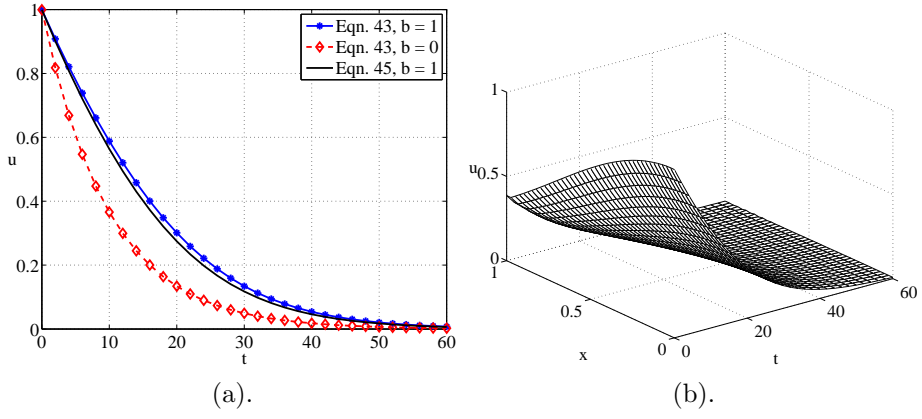 1
0.8
0.6
u
0.4
0.2
0
0 10 20 30 40 50 60
t
Eqn. 43, b = 1
Eqn. 43, b = 0
Eqn. 45, b = 1
(a).
1
u
0.5
0
1
0.5
0
x
0
20
40
60
t
(b).